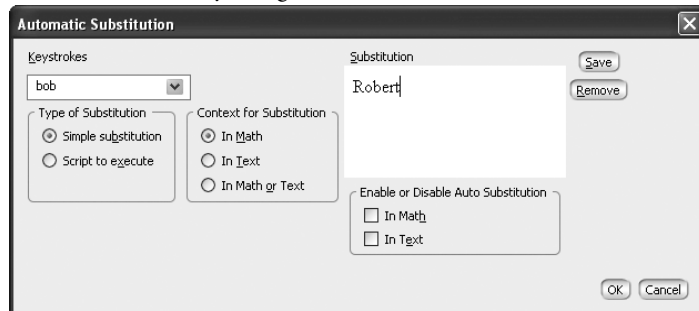 Automatic Substitution
Keystrokes
bob
Type of Substitution
Simple substitution
Script to execute
Context for Substitution
In Math
In Text
In Math or Text
Substitution
Robert
Save
Remove
Enable or Disable Auto Substitution
In Math
In Text
OK Cancel